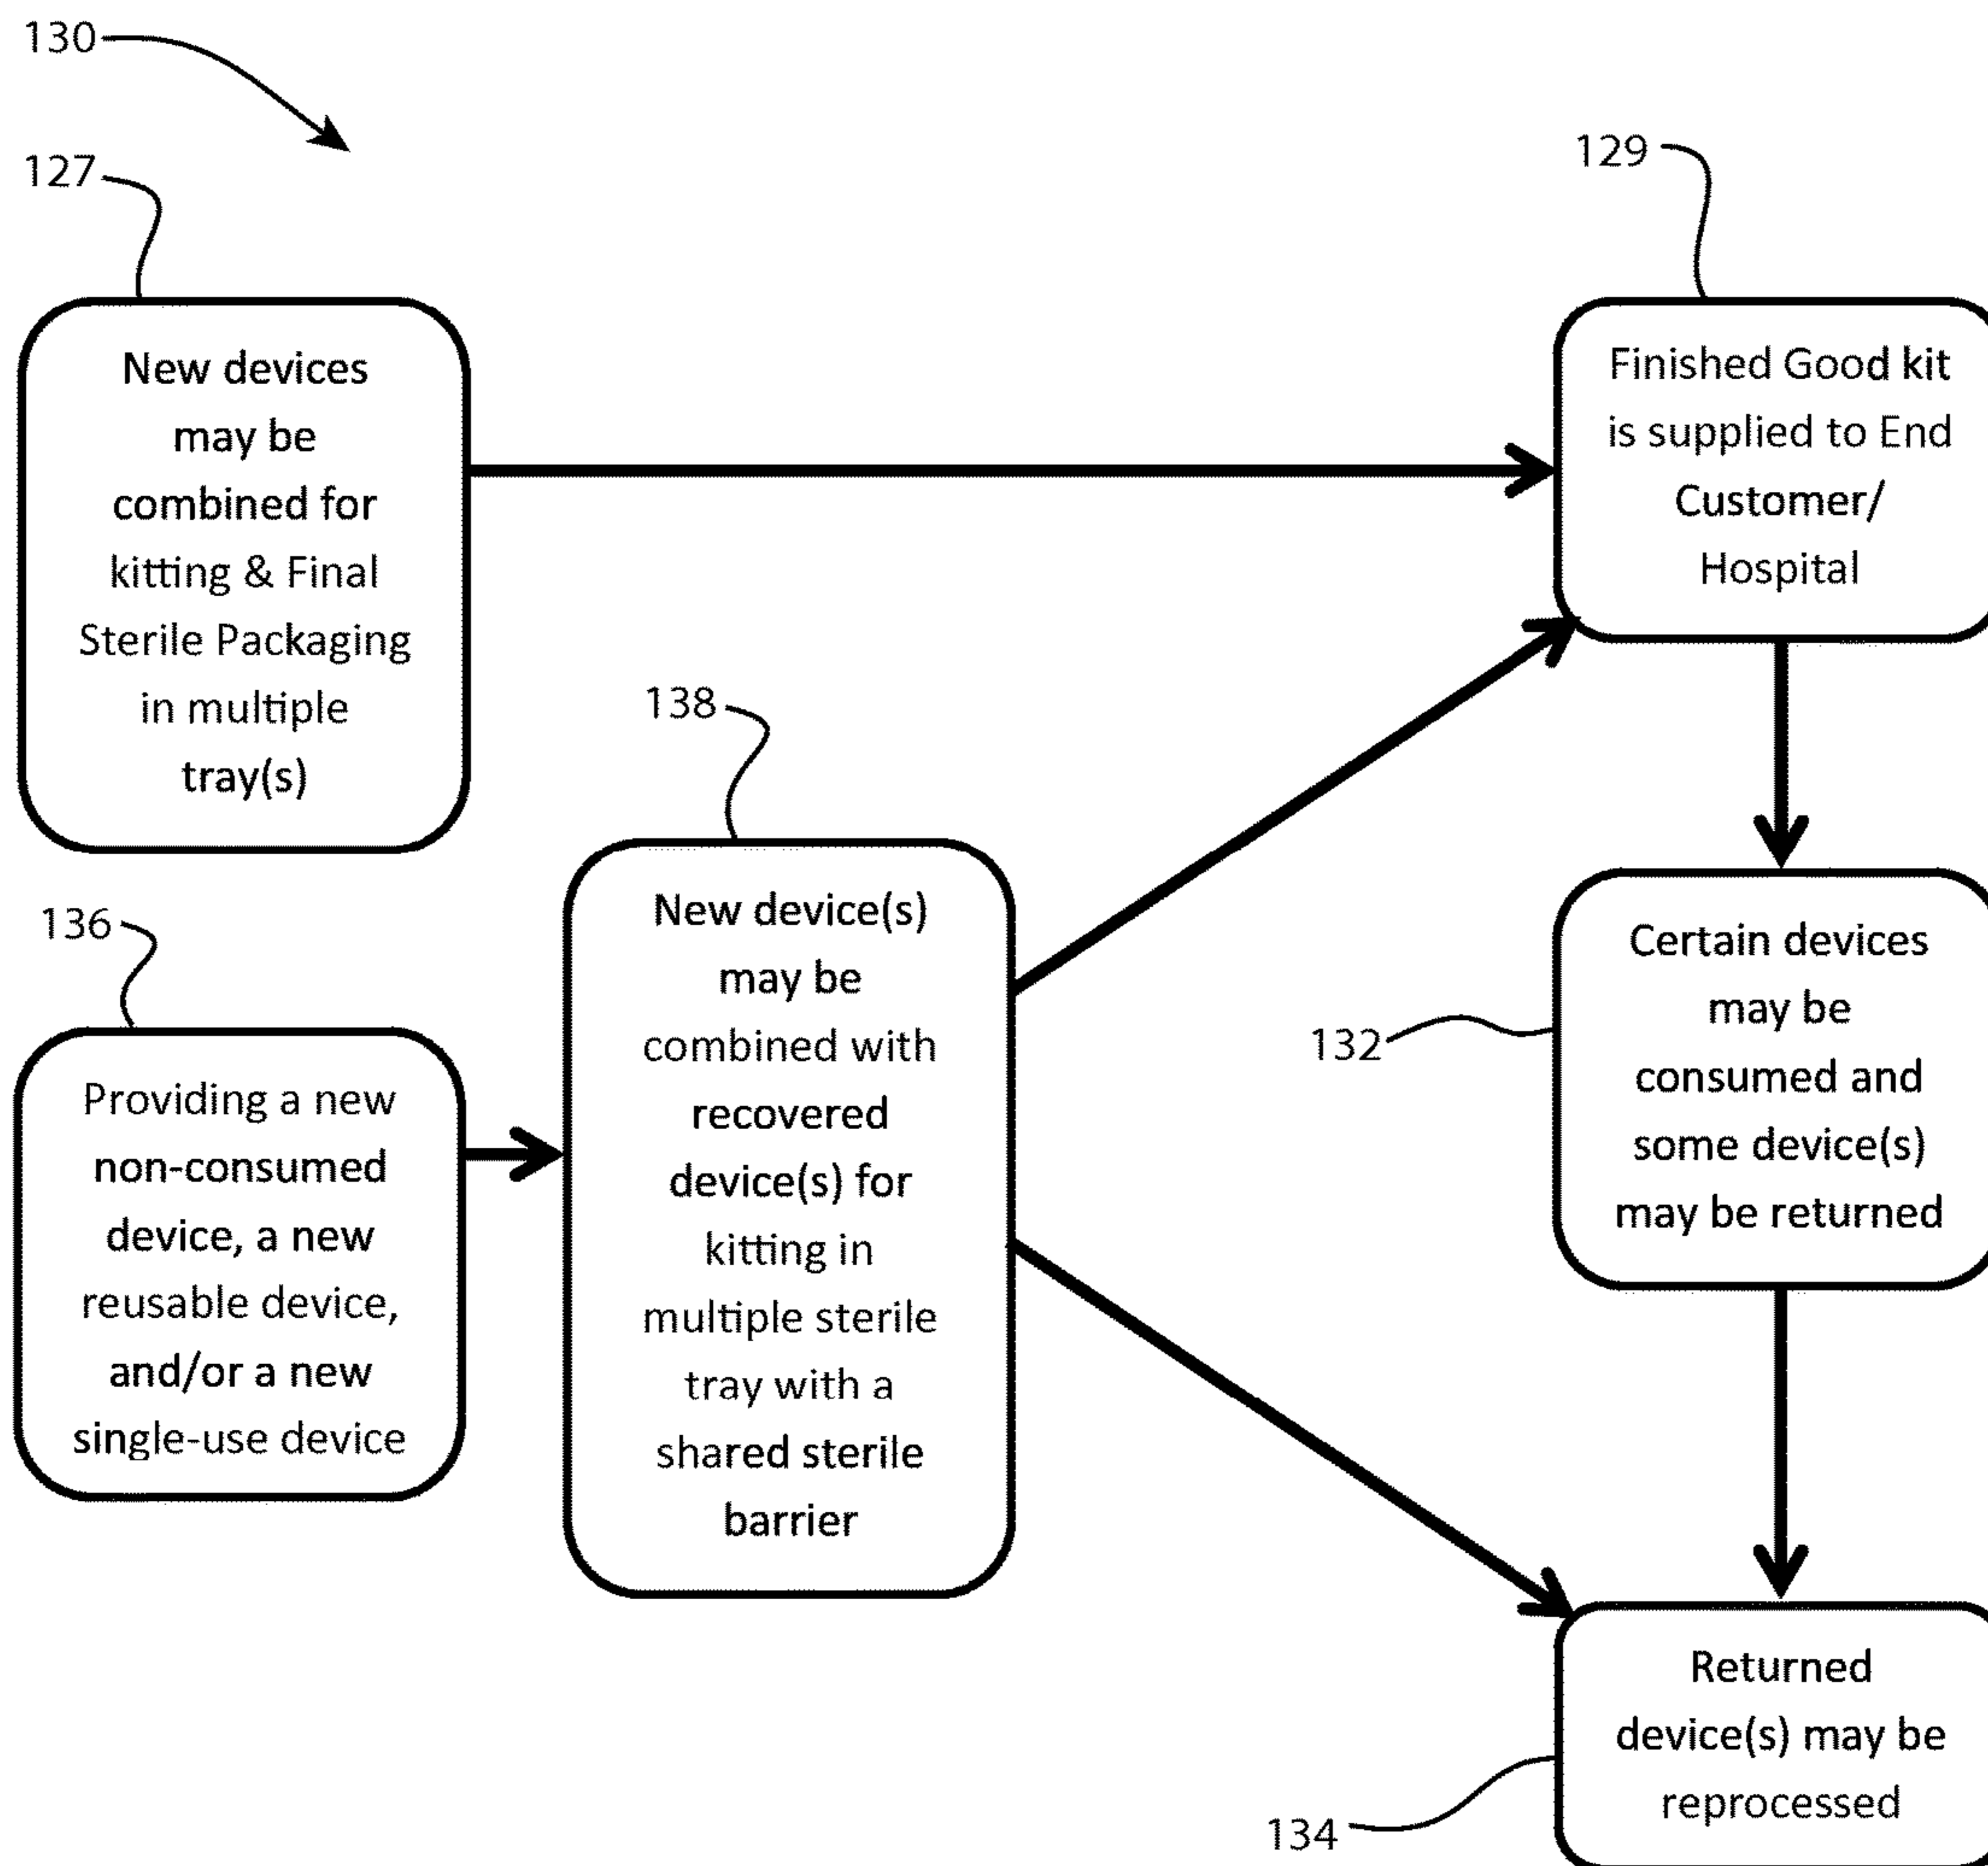 130
127
New devices
may be
combined for
kitting & Final
Sterile Packaging
in multiple
tray(s)
129
Finished Good kit
is supplied to End
Customer/
Hospital
138
New device(s)
may be
combined with
recovered
device(s) for
kitting in
multiple sterile
tray with a
shared sterile
barrier
136
Providing a new
non-consumed
device, a new
reusable device,
and/or a new
single-use device
132
Certain devices
may be
consumed and
some device(s)
may be returned
134
Returned
device(s) may be
reprocessed